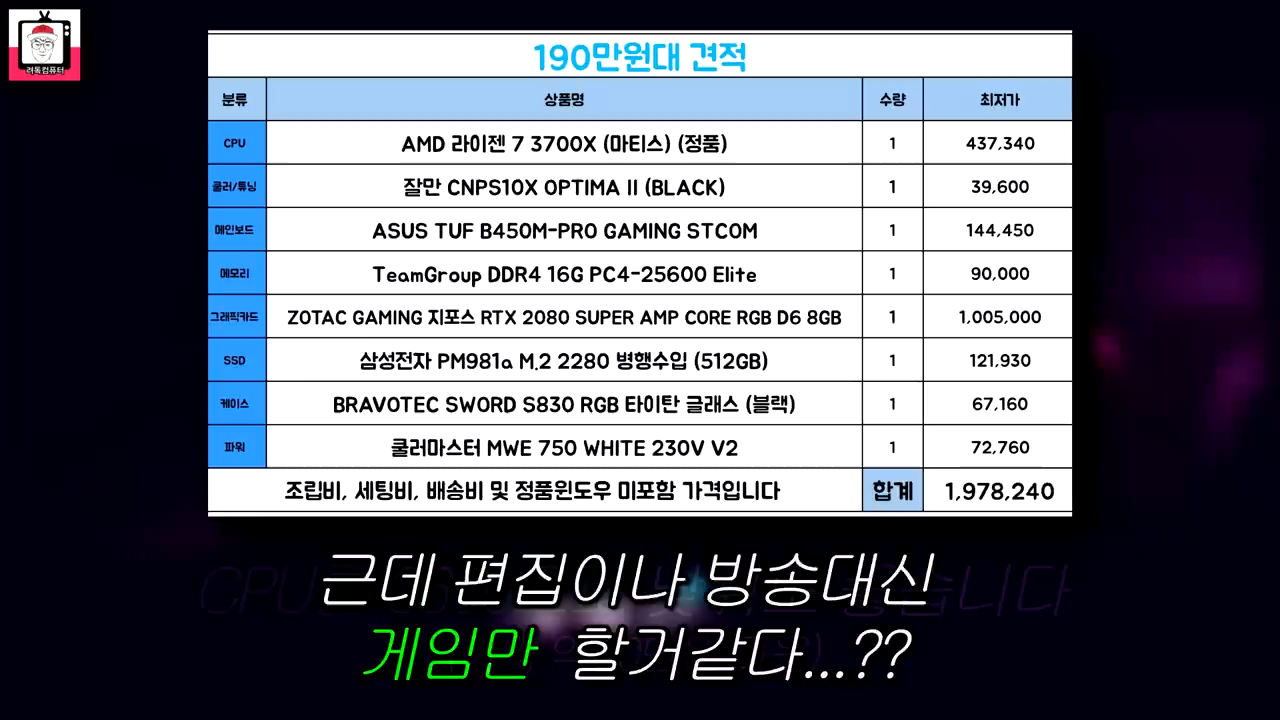 러독컴퓨터
190만원대 견적
분류 상품명 수량 최저가
CPU AMD 라이젠 7 3700X (마티스) (정품) 1 437,340
쿨러/튜닝 잘만 CNPS10X OPTIMA II (BLACK) 1 39,600
메인보드 ASUS TUF B450M-PRO GAMING STCOM 1 144,450
메모리 TeamGroup DDR4 16G PC4-25600 Elite 1 90,000
그래픽카드 ZOTAC GAMING 지포스 RTX 2080 SUPER AMP CORE RGB D6 8GB 1 1,005,000
SSD 삼성전자 PM981a M.2 2280 병행수입 (512GB) 1 121,930
케이스 BRAVOTEC SWORD S830 RGB 타이탄 글래스 (블랙) 1 67,160
파워 쿨러마스터 MWE 750 WHITE 230V V2 1 72,760
조립비, 세팅비, 배송비 및 정품윈도우 미포함 가격입니다 합계 1,978,240
근데 편집이나 방송대신
게임만 할거같다...??